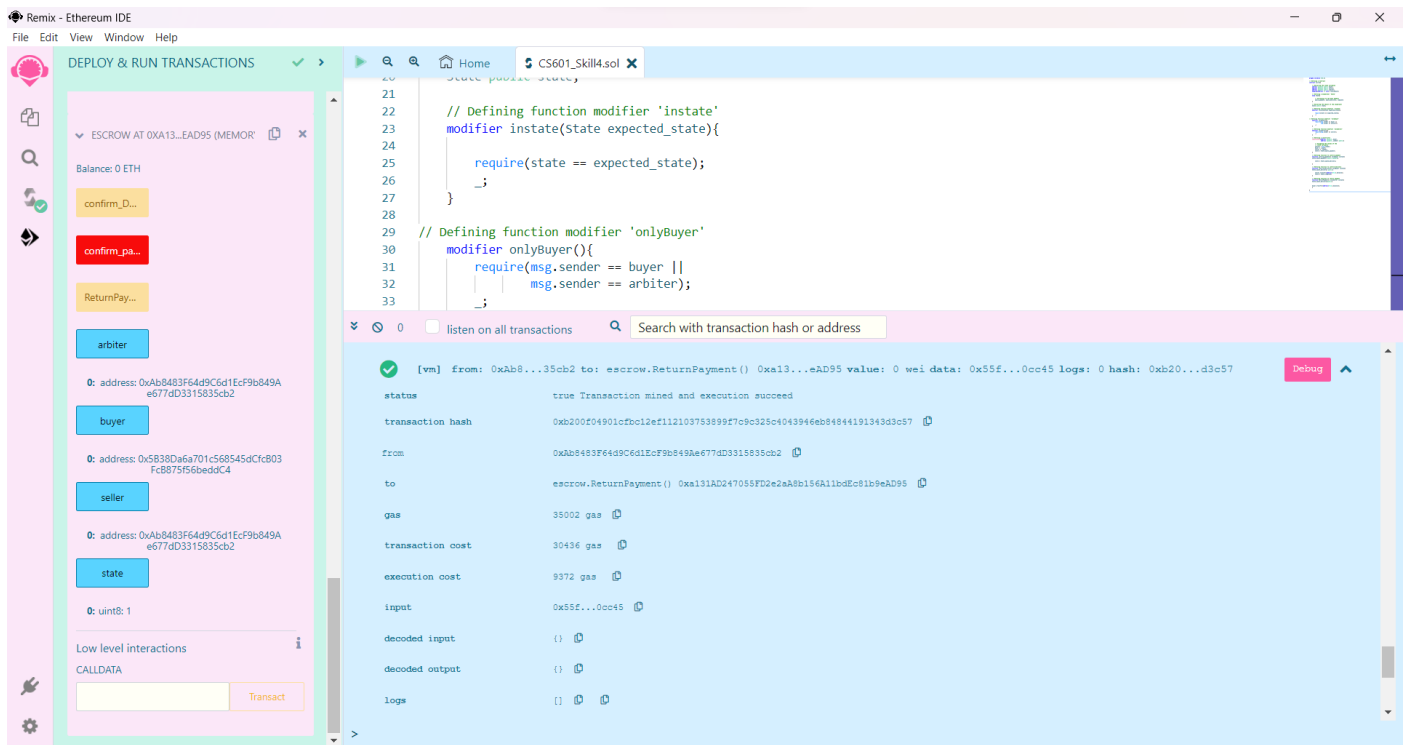 Remix - Ethereum IDE
File Edit View Window Help
DEPLOY & RUN TRANSACTIONS
Home
CS601_Skill4.sol
ESCROW AT 0XA13...EAD95 (MEMOR
Balance: 0 ETH
confirm_D...
confirm_pa...
ReturnPay...
arbiter
0: address: 0xAb8483F64d9C6d1EcF9b849A
e677dD3315835cb2
buyer
0: address: 0x5B38Da6a701c568545dCfcB03
FcB875f56beddC4
seller
0: address: 0xAb8483F64d9C6d1EcF9b849A
e677dD3315835cb2
state
0: uint8: 1
Low level interactions
CALLDATA
Transact
20 State public state;
21
22 // Defining function modifier 'instate'
23 modifier instate(State expected_state){
24
25 require(state == expected_state);
26 _;
27 }
28
29 // Defining function modifier 'onlyBuyer'
30 modifier onlyBuyer(){
31 require(msg.sender == buyer ||
32 msg.sender == arbiter);
33 _;
0 listen on all transactions Search with transaction hash or address
[vm] from: 0xAb8...35cb2 to: escrow.ReturnPayment() 0xa13...eAD95 value: 0 wei data: 0x55f...0cc45 logs: 0 hash: 0xb20...d3c57 Debug
status true Transaction mined and execution succeed
transaction hash 0xb200f04901cfbc12ef112103753899f7c9c325c4043946eb84844191343d3c57
from 0xAb8483F64d9C6d1EcF9b849Ae677dD3315835cb2
to escrow.ReturnPayment() 0xa131AD247055FD2e2aA8b156A11bdEc81b9eAD95
gas 35002 gas
transaction cost 30436 gas
execution cost 9372 gas
input 0x55f...0cc45
decoded input {}
decoded output {}
logs []
>